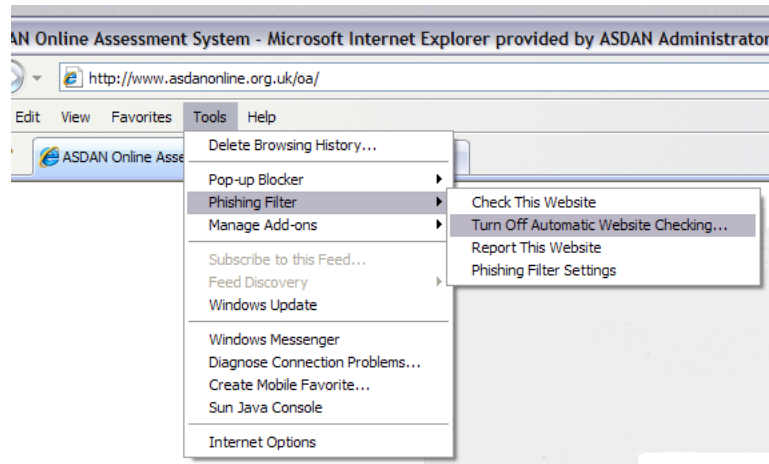 AN Online Assessment System - Microsoft Internet Explorer provided by ASDAN Administrator
http://www.asdanonline.org.uk/oa/
Edit View Favorites Tools Help
ASDAN Online Asse
Delete Browsing History...
Pop-up Blocker
Phishing Filter
Manage Add-ons
Subscribe to this Feed...
Feed Discovery
Windows Update
Windows Messenger
Diagnose Connection Problems...
Create Mobile Favorite...
Sun Java Console
Internet Options
Check This Website
Turn Off Automatic Website Checking...
Report This Website
Phishing Filter Settings